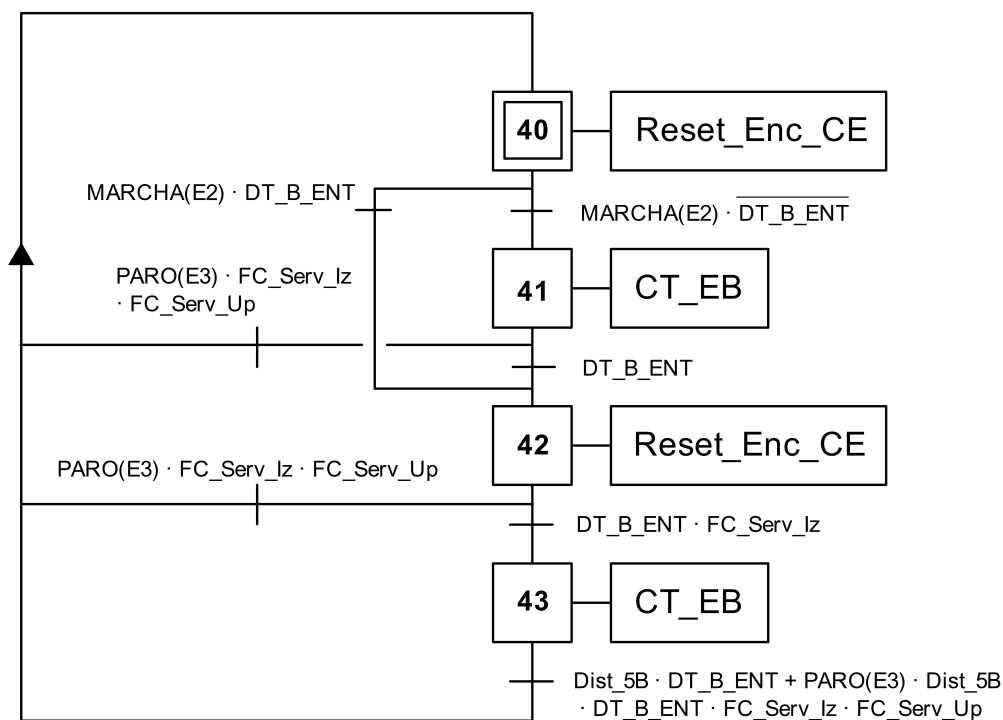 40
Reset_Enc_CE
MARCHA(E2) · DT_B_ENT
MARCHA(E2) · DT_B_ENT
41
CT_EB
PARO(E3) · FC_Serv_Iz
· FC_Serv_Up
DT_B_ENT
42
Reset_Enc_CE
PARO(E3) · FC_Serv_Iz · FC_Serv_Up
DT_B_ENT · FC_Serv_Iz
43
CT_EB
Dist_5B · DT_B_ENT + PARO(E3) · Dist_5B
· DT_B_ENT · FC_Serv_Iz · FC_Serv_Up